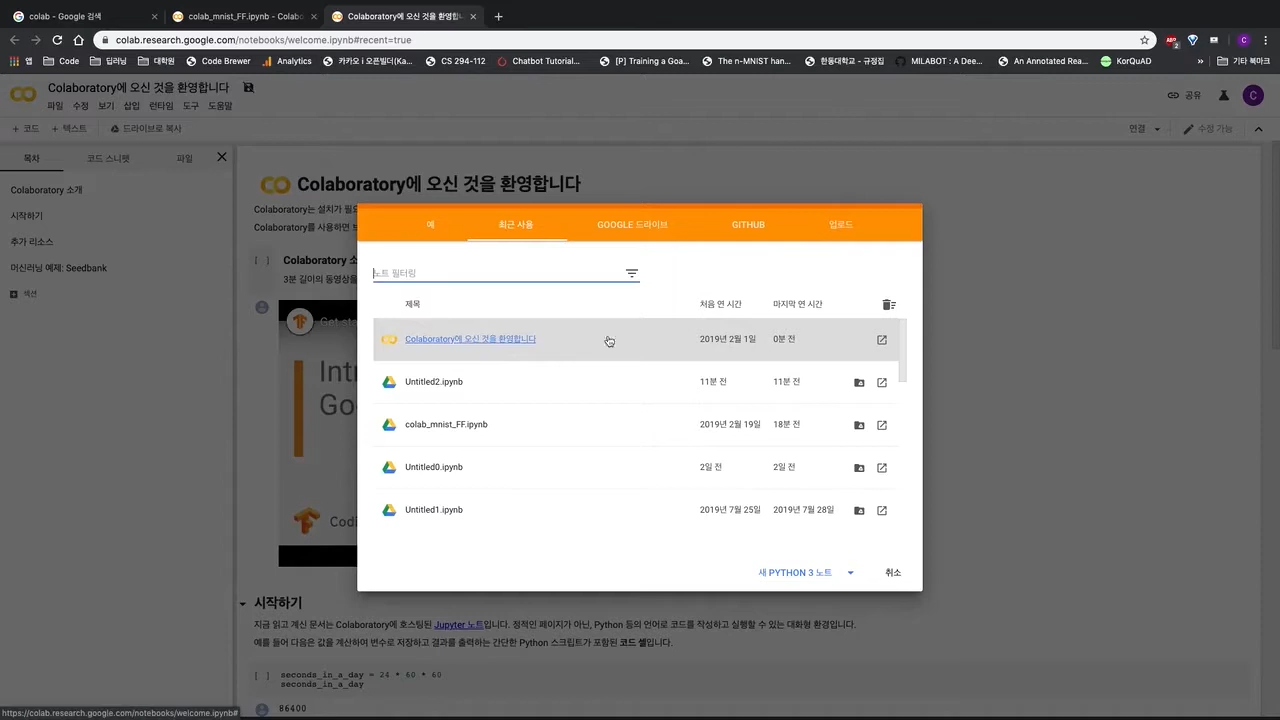 colab - Google 검색
colab_mnist_FF.ipynb - Colabo
Colaboratory에 오신 것을 환영합니다
colab.research.google.com/notebooks/welcome.ipynb#recent=true
앱 Code 딥러닝 대학원 Code Brewer Analytics 카카오 i 오픈빌더(Ka... CS 294-112 Chatbot Tutorial... [P] Training a Goa... The n-MNIST han... 한동대학교 - 규정집 MILABOT : A Dee... An Annotated Rea... KorQuAD » 기타 북마크
Colaboratory에 오신 것을 환영합니다
파일 수정 보기 삽입 런타임 도구 도움말
공유 C
+ 코드 + 텍스트 드라이브로 복사
연결 수정 가능
목차 코드 스니펫 파일
Colaboratory 소개
시작하기
추가 리소스
머신러닝 예제: Seedbank
섹션
Colaboratory에 오신 것을 환영합니다
Colaboratory는 설치가 필요
Colaboratory를 사용하면 브
[ ] Colaboratory 소
3분 길이의 동영상을
Get sta
Intr
Goo
Codi
예 최근 사용 GOOGLE 드라이브 GITHUB 업로드
노트 필터링
제목 처음 연 시간 마지막 연 시간
Colaboratory에 오신 것을 환영합니다 2019년 2월 1일 0분 전
Untitled2.ipynb 11분 전 11분 전
colab_mnist_FF.ipynb 2019년 2월 19일 18분 전
Untitled0.ipynb 2일 전 2일 전
Untitled1.ipynb 2019년 7월 25일 2019년 7월 28일
새 PYTHON 3 노트 취소
시작하기
지금 읽고 계신 문서는 Colaboratory에 호스팅된 Jupyter 노트입니다. 정적인 페이지가 아닌, Python 등의 언어로 코드를 작성하고 실행할 수 있는 대화형 환경입니다.
예를 들어 다음은 값을 계산하여 변수로 저장하고 결과를 출력하는 간단한 Python 스크립트가 포함된 코드 셀입니다.
[ ] seconds_in_a_day = 24 * 60 * 60
seconds_in_a_day
86400
https://colab.research.google.com/notebooks/welcome.ipynb#